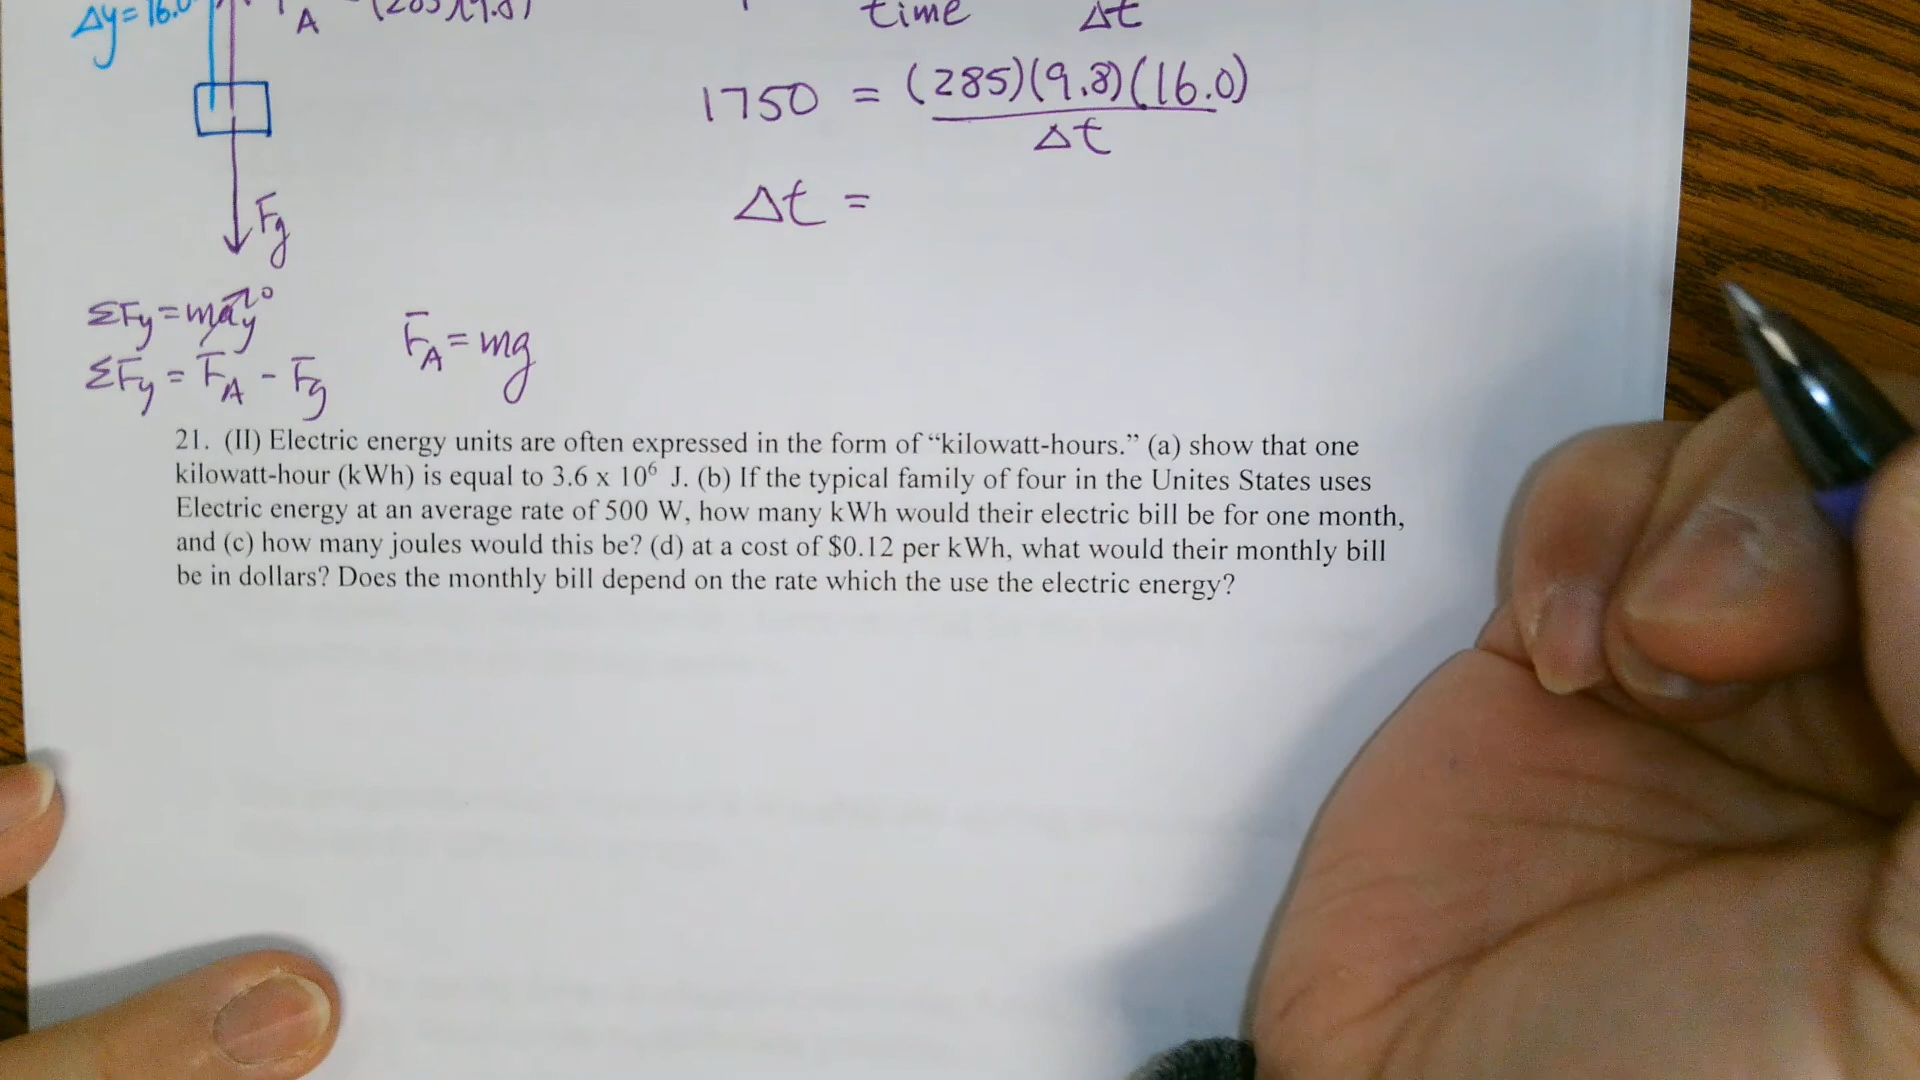 Δy=16.0
A
(285)(9.8)
time Δt
1750 = (285)(9.8)(16.0)
Δt
Δt =
Fg
ΣFy = may 0
FA = mg
ΣFy = FA - Fg
21. (II) Electric energy units are often expressed in the form of “kilowatt-hours.” (a) show that one
kilowatt-hour (kWh) is equal to 3.6 x 10⁶ J. (b) If the typical family of four in the Unites States uses
Electric energy at an average rate of 500 W, how many kWh would their electric bill be for one month,
and (c) how many joules would this be? (d) at a cost of $0.12 per kWh, what would their monthly bill
be in dollars? Does the monthly bill depend on the rate which the use the electric energy?